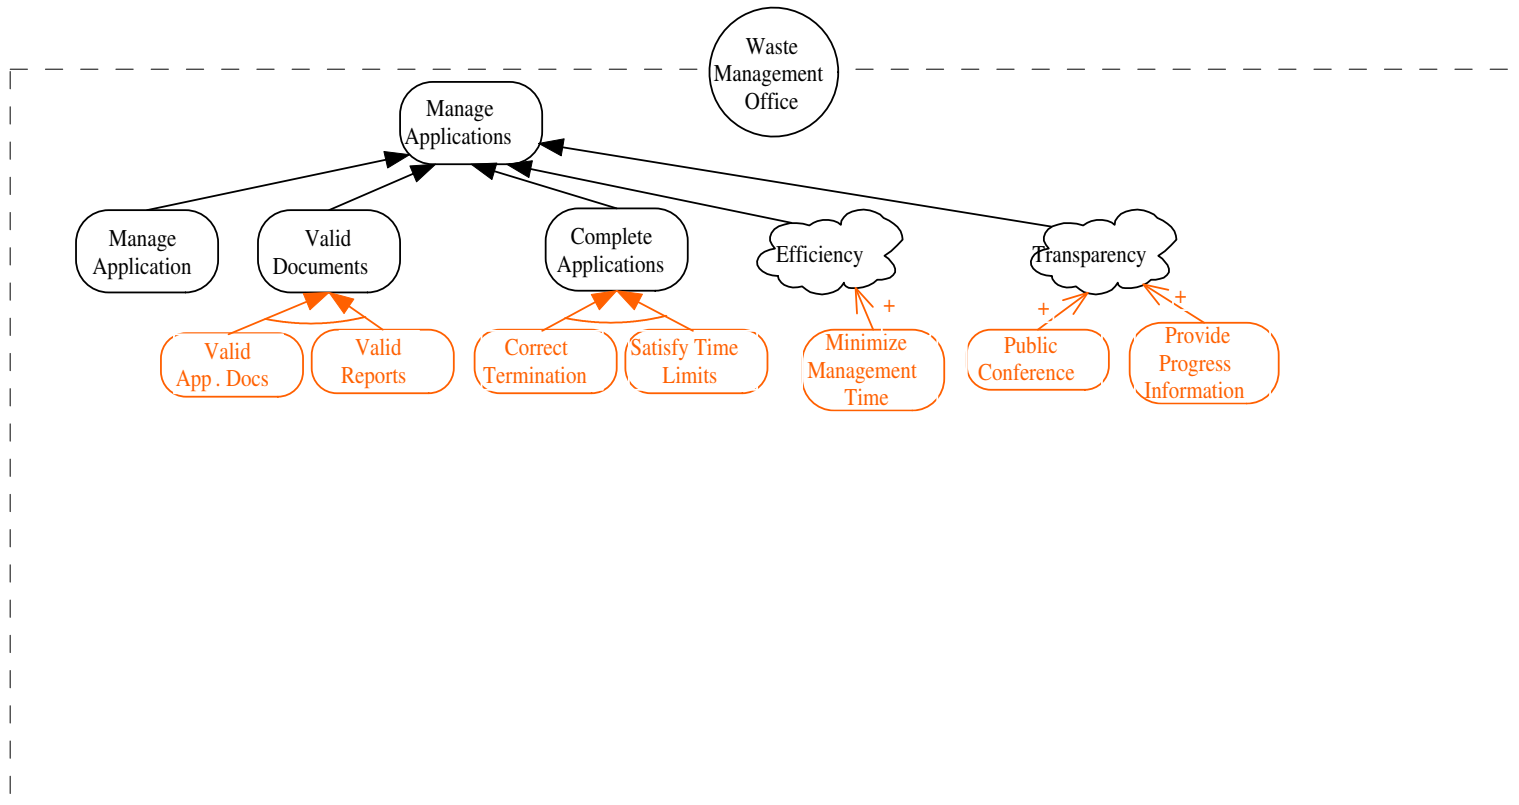 Waste
Management
Office
Manage
Applications
Manage
Application
Valid
Documents
Complete
Applications
Efficiency
Transparency
+
+
+
Valid
App . Docs
Valid
Reports
Correct
Termination
Satisfy Time
Limits
Minimize
Management
Time
Public
Conference
Provide
Progress
Information